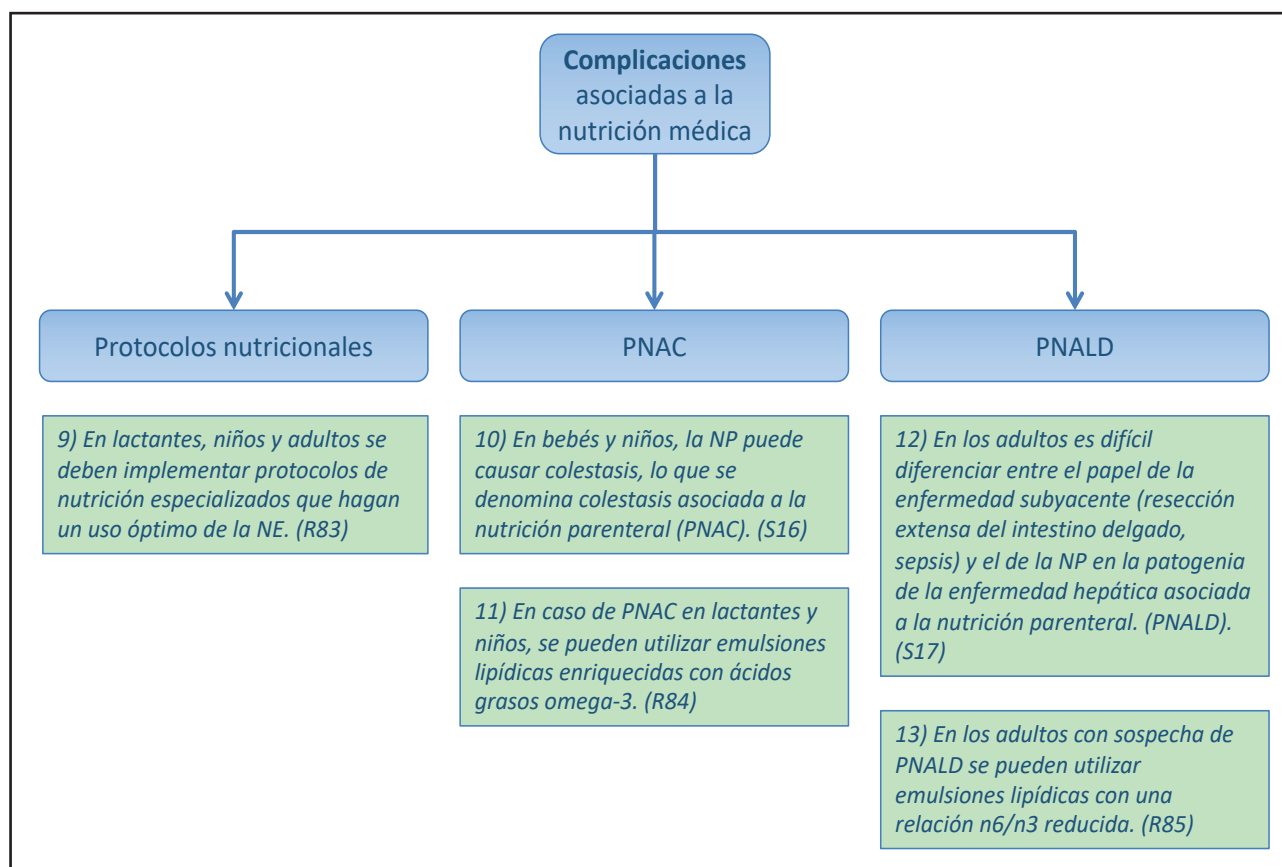 Complicaciones
asociadas a la
nutrición médica
Protocolos nutricionales
9) En lactantes, niños y adultos se
deben implementar protocolos de
nutrición especializados que hagan
un uso óptimo de la NE. (R83)
PNAC
10) En bebés y niños, la NP puede
causar colestasis, lo que se
denomina colestasis asociada a la
nutrición parenteral (PNAC). (S16)
11) En caso de PNAC en lactantes y
niños, se pueden utilizar emulsiones
lipídicas enriquecidas con ácidos
grasos omega-3. (R84)
PNALD
12) En los adultos es difícil
diferenciar entre el papel de la
enfermedad subyacente (resección
extensa del intestino delgado,
sepsis) y el de la NP en la patogenia
de la enfermedad hepática asociada
a la nutrición parenteral. (PNALD).
(S17)
13) En los adultos con sospecha de
PNALD se pueden utilizar
emulsiones lipídicas con una
relación n6/n3 reducida. (R85)